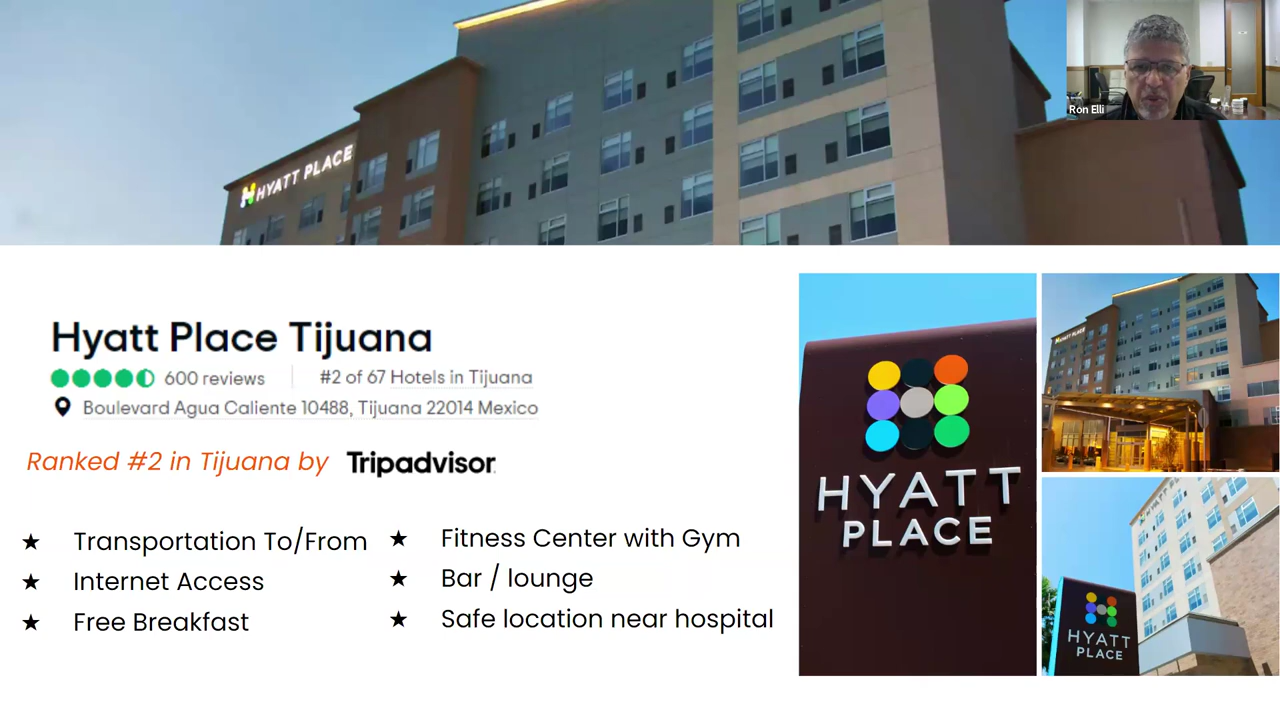 HYATT PLACE
Ron Elli
Hyatt Place Tijuana
600 reviews
#2 of 67 Hotels in Tijuana
Boulevard Agua Caliente 10488, Tijuana 22014 Mexico
Ranked #2 in Tijuana by Tripadvisor
★ Transportation To/From
★ Internet Access
★ Free Breakfast
★ Fitness Center with Gym
★ Bar / lounge
★ Safe location near hospital
HYATT
PLACE
HYATT PLACE
HYATT
PLACE